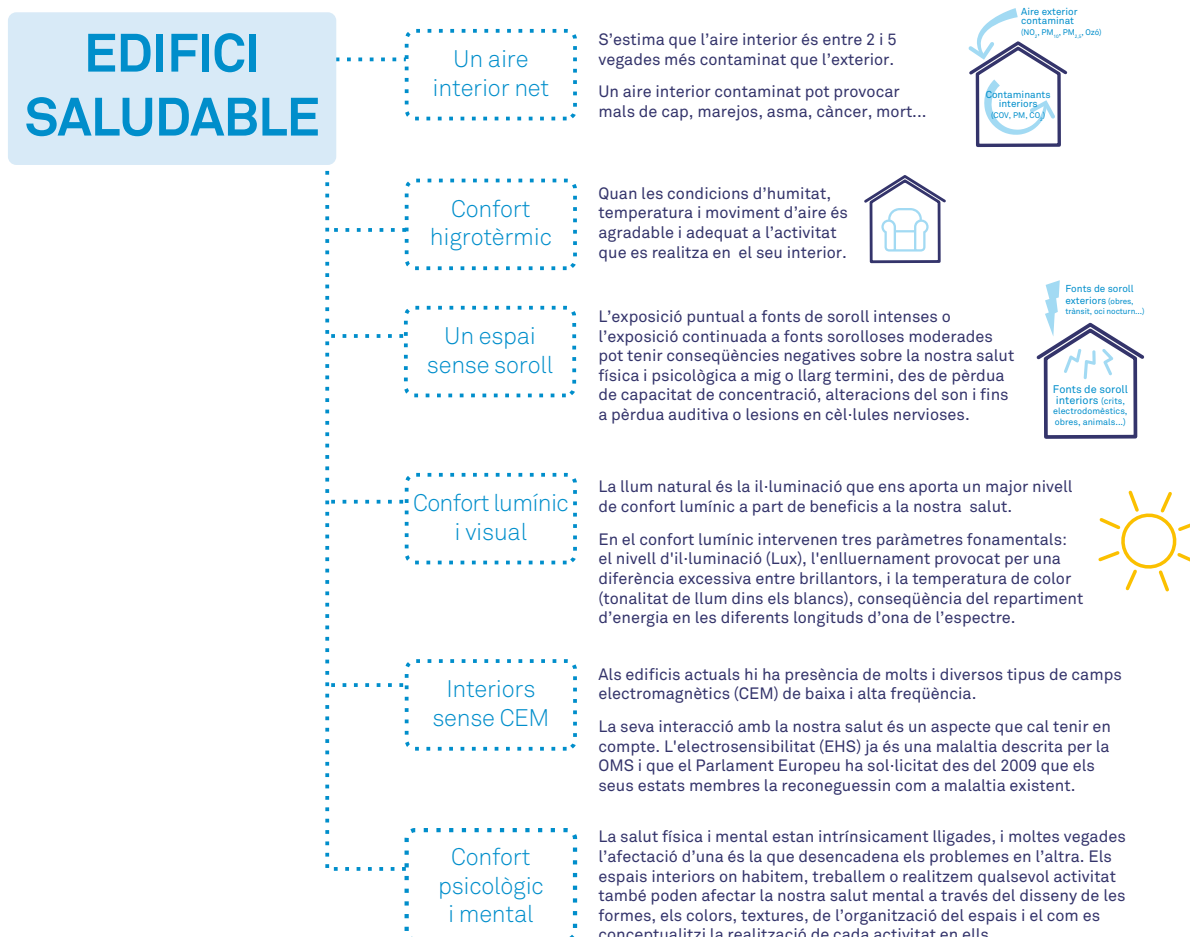 EDIFICI
SALUDABLE
Un aire
interior net
S'estima que l'aire interior és entre 2 i 5
vegades més contaminat que l'exterior.
Un aire interior contaminat pot provocar
mals de cap, marejos, asma, càncer, mort...
Aire exterior
contaminat
(NO₂, PM₁₀, PM₂,₅, Ozó)
Contaminants
interiors
(COV, PM, CO₂)
Confort
higrotèrmic
Quan les condicions d'humitat,
temperatura i moviment d'aire és
agradable i adequat a l'activitat
que es realitza en el seu interior.
Un espai
sense soroll
L'exposició puntual a fonts de soroll intenses o
l'exposició continuada a fonts sorolloses moderades
pot tenir conseqüències negatives sobre la nostra salut
física i psicològica a mig o llarg termini, des de pèrdua
de capacitat de concentració, alteracions del son i fins
a pèrdua auditiva o lesions en cèl·lules nervioses.
Fonts de soroll
exteriors (obres,
trànsit, oci nocturn...)
Fonts de soroll
interiors (crits,
electrodomèstics,
obres, animals...)
Confort lumínic
i visual
La llum natural és la il·luminació que ens aporta un major nivell
de confort lumínic a part de beneficis a la nostra salut.
En el confort lumínic intervenen tres paràmetres fonamentals:
el nivell d'il·luminació (Lux), l'enlluernament provocat per una
diferència excessiva entre brillantors, i la temperatura de color
(tonalitat de llum dins els blancs), conseqüència del repartiment
d'energia en les diferents longituds d'ona de l'espectre.
Interiors
sense CEM
Als edificis actuals hi ha presència de molts i diversos tipus de camps
electromagnètics (CEM) de baixa i alta freqüència.
La seva interacció amb la nostra salut és un aspecte que cal tenir en
compte. L'electrosensibilitat (EHS) ja és una malaltia descrita per la
OMS i que el Parlament Europeu ha sol·licitat des del 2009 que els
seus estats membres la reconeguessin com a malaltia existent.
Confort
psicològic
i mental
La salut física i mental estan intrínsicament lligades, i moltes vegades
l'afectació d'una és la que desencadena els problemes en l'altra. Els
espais interiors on habitem, treballem o realitzem qualsevol activitat
també poden afectar la nostra salut mental a través del disseny de les
formes, els colors, textures, de l'organització del espais i el com es
conceptualitzi la realització de cada activitat en ells